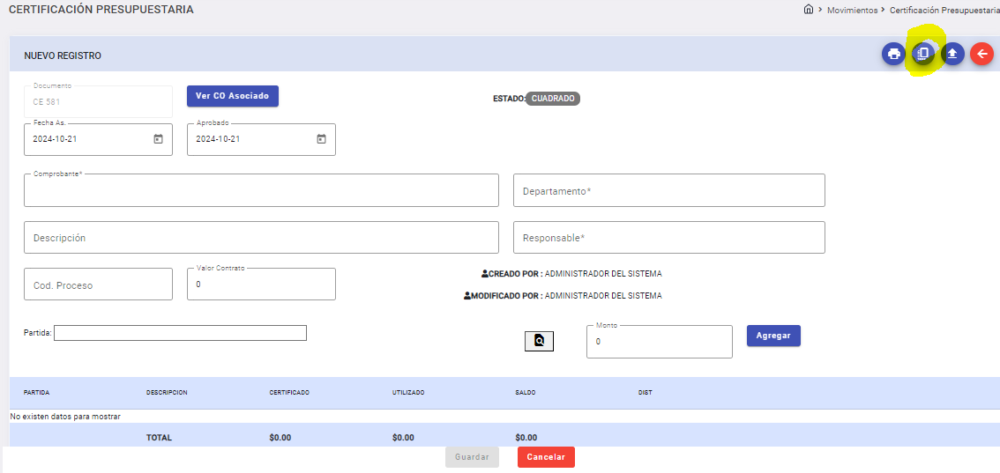 CERTIFICACIÓN PRESUPUESTARIA
Movimientos Certificación Presupuestaria
NUEVO REGISTRO
Documento
CE 581
Ver CO Asociado
ESTADO: CUADRADO
Fecha As.
2024-10-21
Aprobado
2024-10-21
Comprobante*
Departamento*
Descripción
Responsable*
Cod. Proceso
Valor Contrato
0
CREADO POR : ADMINISTRADOR DEL SISTEMA
MODIFICADO POR : ADMINISTRADOR DEL SISTEMA
Partida:
Monto
0
Agregar
PARTIDA DESCRIPCION CERTIFICADO UTILIZADO SALDO DIST
No existen datos para mostrar
TOTAL $0.00 $0.00 $0.00
Guardar Cancelar